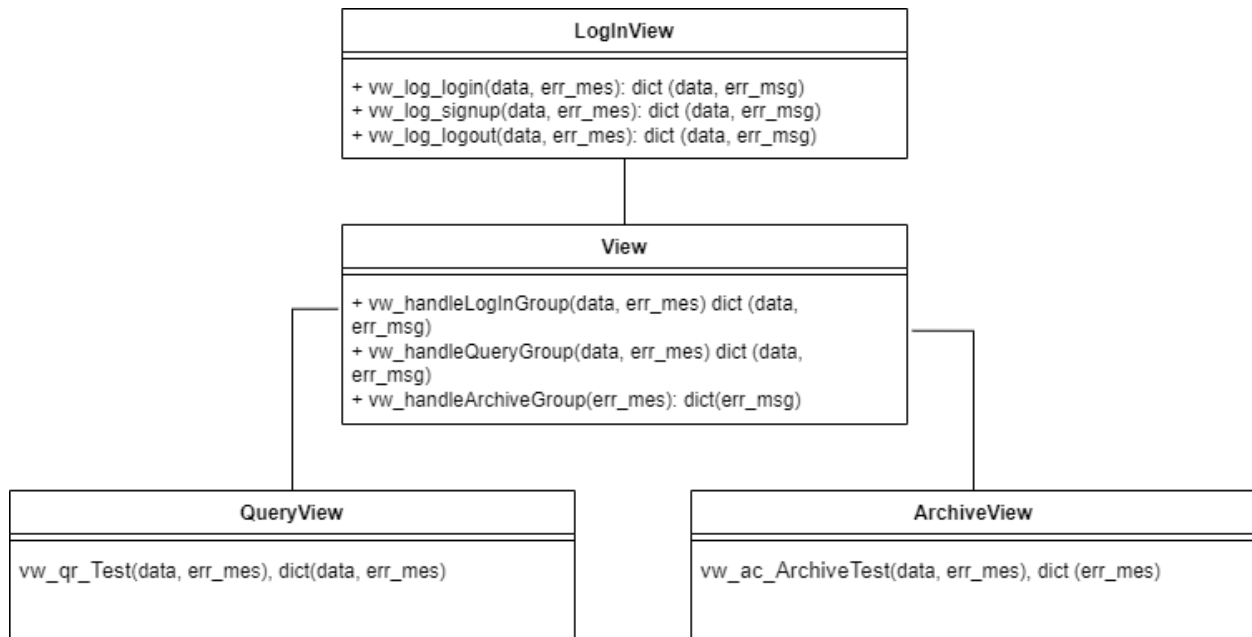 LogInView
+ vw_log_login(data, err_mes): dict (data, err_msg)
+ vw_log_signup(data, err_mes): dict (data, err_msg)
+ vw_log_logout(data, err_mes): dict (data, err_msg)
View
+ vw_handleLogInGroup(data, err_mes) dict (data,
err_msg)
+ vw_handleQueryGroup(data, err_mes) dict (data,
err_msg)
+ vw_handleArchiveGroup(err_mes): dict(err_msg)
QueryView
vw_qr_Test(data, err_mes), dict(data, err_mes)
ArchiveView
vw_ac_ArchiveTest(data, err_mes), dict (err_mes)